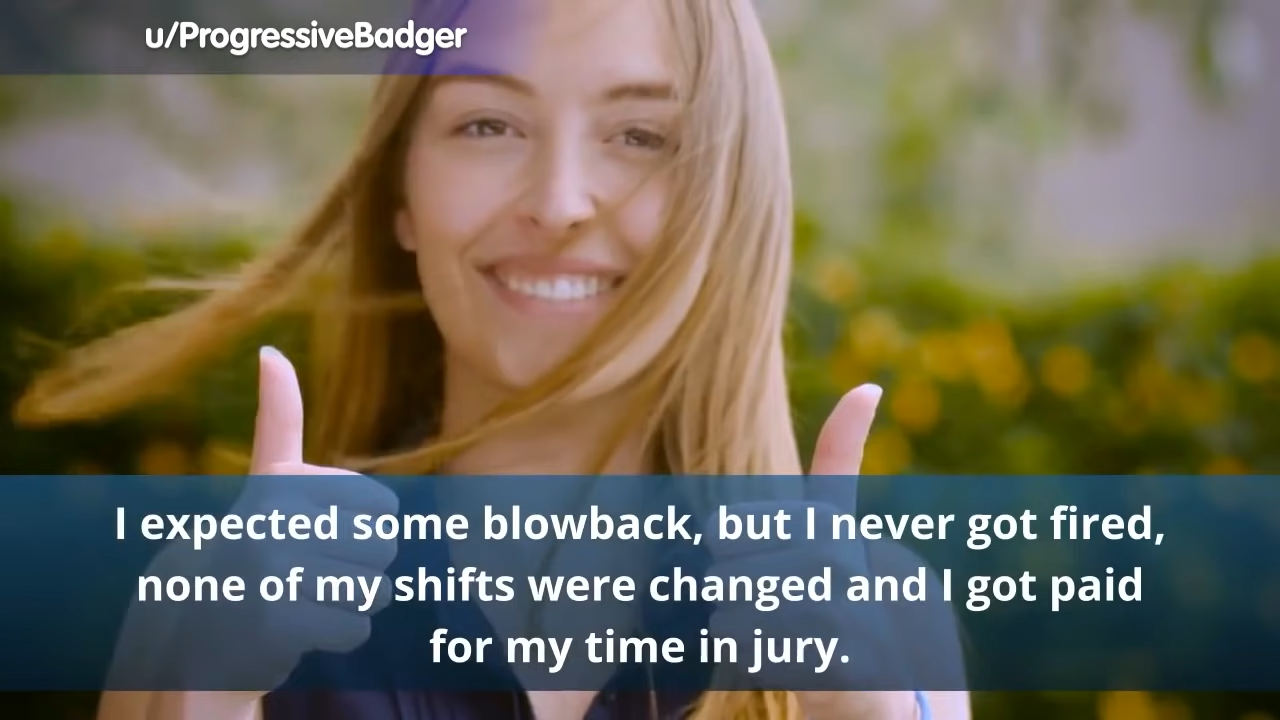 u/ProgressiveBadger
I expected some blowback, but I never got fired,
none of my shifts were changed and I got paid
for my time in jury.